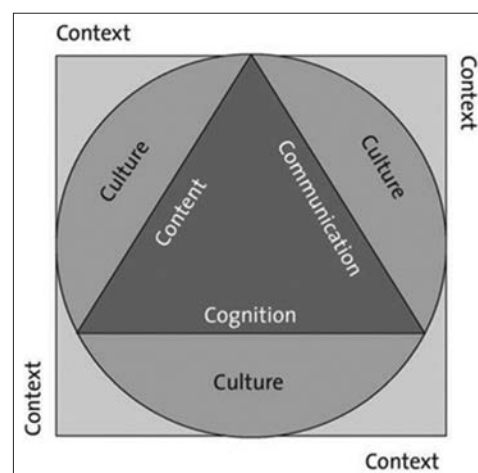 Context
Context
Culture
Culture
Content
Communication
Cognition
Culture
Context
Context